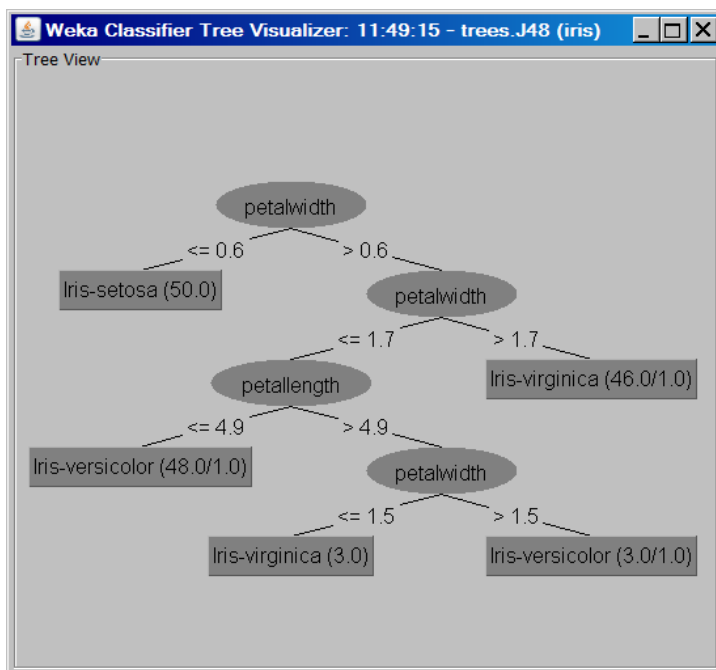 Weka Classifier Tree Visualizer: 11:49:15 - trees.J48 (iris)
Tree View
petalwidth
<= 0.6
> 0.6
Iris-setosa (50.0)
petalwidth
<= 1.7
> 1.7
petallength
Iris-virginica (46.0/1.0)
<= 4.9
> 4.9
Iris-versicolor (48.0/1.0)
petalwidth
<= 1.5
> 1.5
Iris-virginica (3.0)
Iris-versicolor (3.0/1.0)